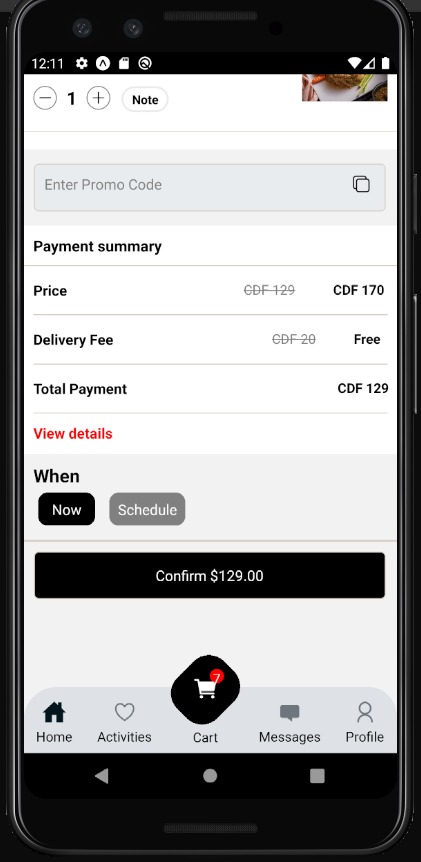 12:11
1
Note
Enter Promo Code
Payment summary
Price CDF 129 CDF 170
Delivery Fee CDF 20 Free
Total Payment CDF 129
View details
When
Now Schedule
Confirm $129.00
7
Home Activities Cart Messages Profile